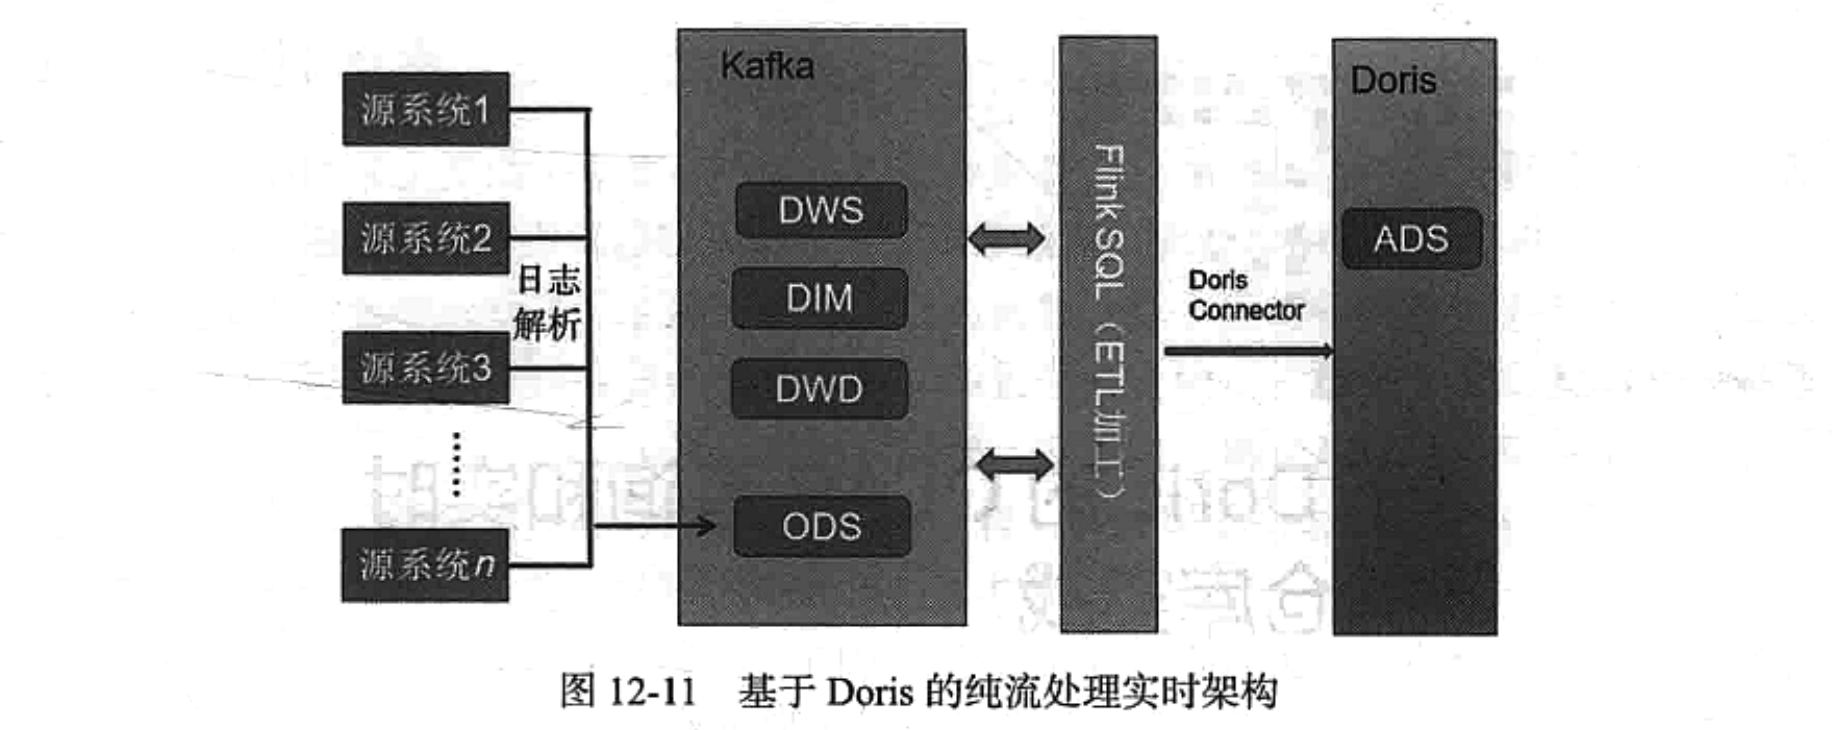 源系统1
源系统2
源系统3
源系统n
日志
解析
Kafka
DWS
DIM
DWD
ODS
Flink SQL（ETL加工）
Doris
Connector
Doris
ADS
图 12-11 基于 Doris 的纯流处理实时架构